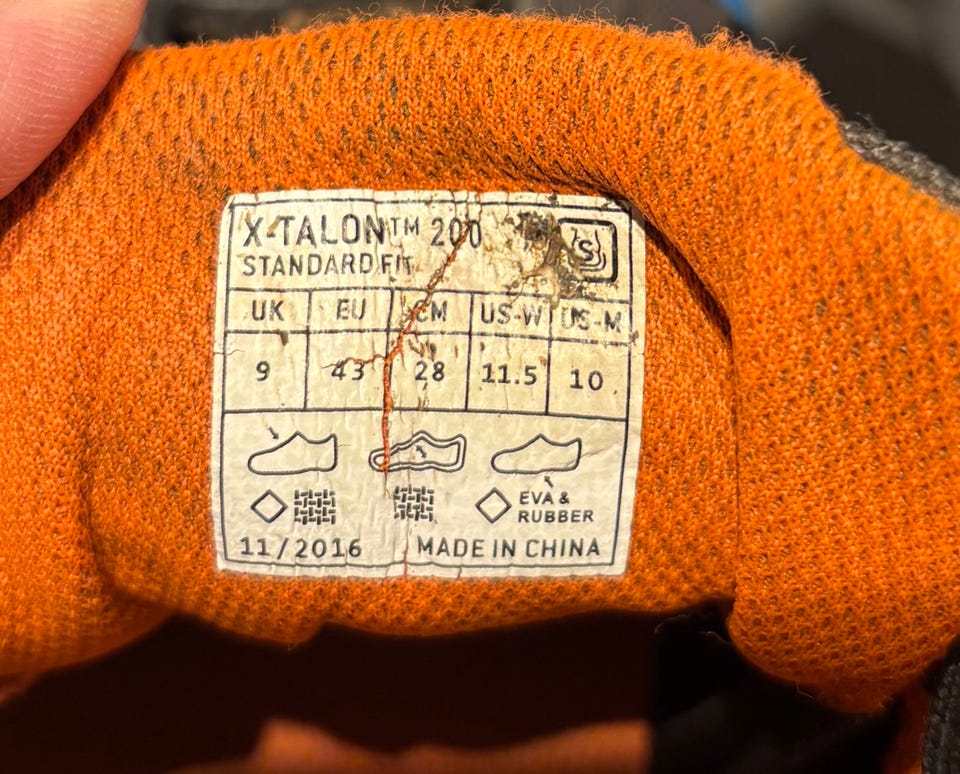 X-TALON™ 200
STANDARD FIT
S
UK EU CM US-W US-M
9 43 28 11.5 10
EVA &
RUBBER
11/2016 MADE IN CHINA